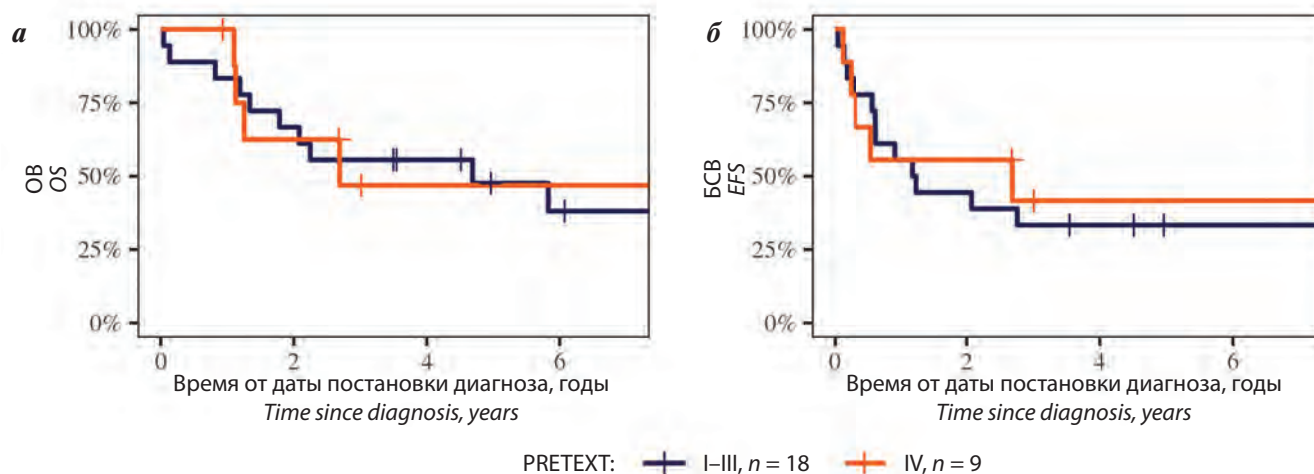 а
100%
75%
50%
25%
0%
ОВ
OS
0 2 4 6
Время от даты постановки диагноза, годы
Time since diagnosis, years
б
100%
75%
50%
25%
0%
БСВ
EFS
0 2 4 6
Время от даты постановки диагноза, годы
Time since diagnosis, years
PRETEXT: I–III, n = 18 IV, n = 9